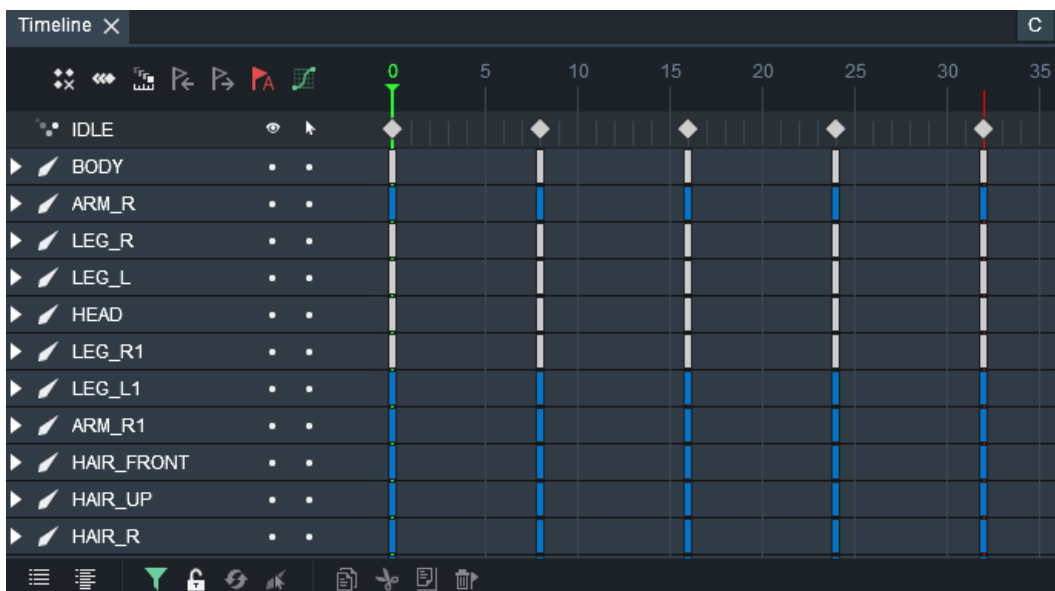 Timeline
C
0 5 10 15 20 25 30 35
A
IDLE
BODY
ARM_R
LEG_R
LEG_L
HEAD
LEG_R1
LEG_L1
ARM_R1
HAIR_FRONT
HAIR_UP
HAIR_R